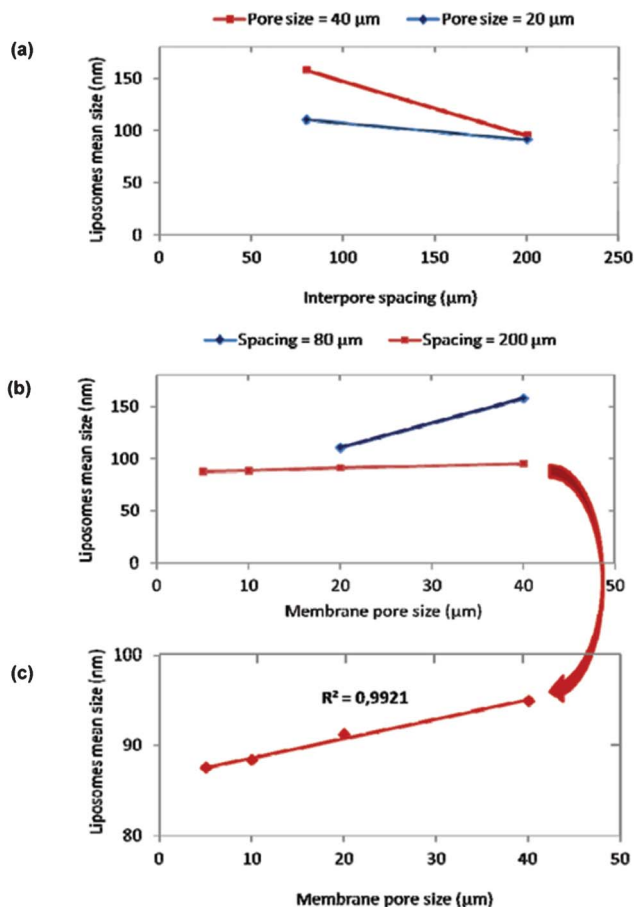 Pore size = 40 µm Pore size = 20 µm
(a)
Liposomes mean size (nm)
150
100
50
0
0 50 100 150 200 250
Interpore spacing (µm)
Spacing = 80 µm Spacing = 200 µm
(b)
Liposomes mean size (nm)
150
100
50
0
0 10 20 30 40 50
Membrane pore size (µm)
(c)
Liposomes mean size (nm)
100
90
80
R² = 0,9921
0 10 20 30 40 50
Membrane pore size (µm)